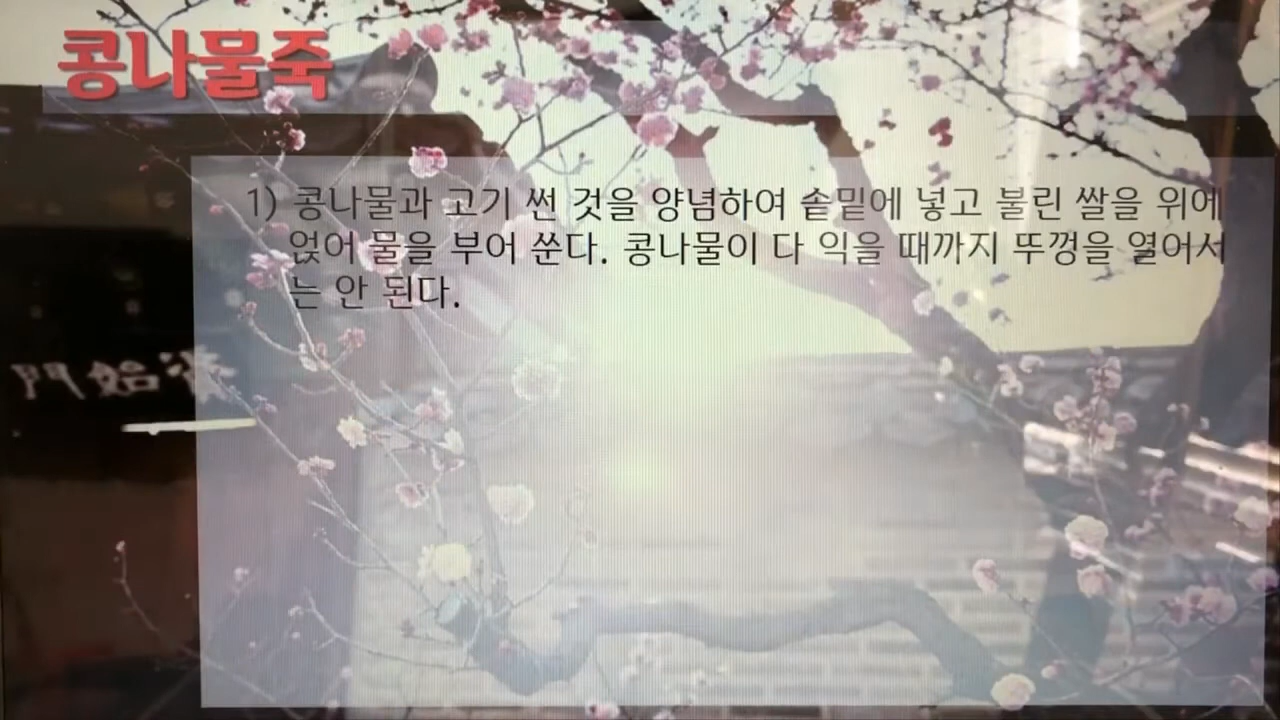 콩나물죽
1) 콩나물과 고기 썬 것을 양념하여 솥밑에 넣고 불린 쌀을 위에
얹어 물을 부어 쑨다. 콩나물이 다 익을 때까지 뚜껑을 열어서
는 안 된다.
門始